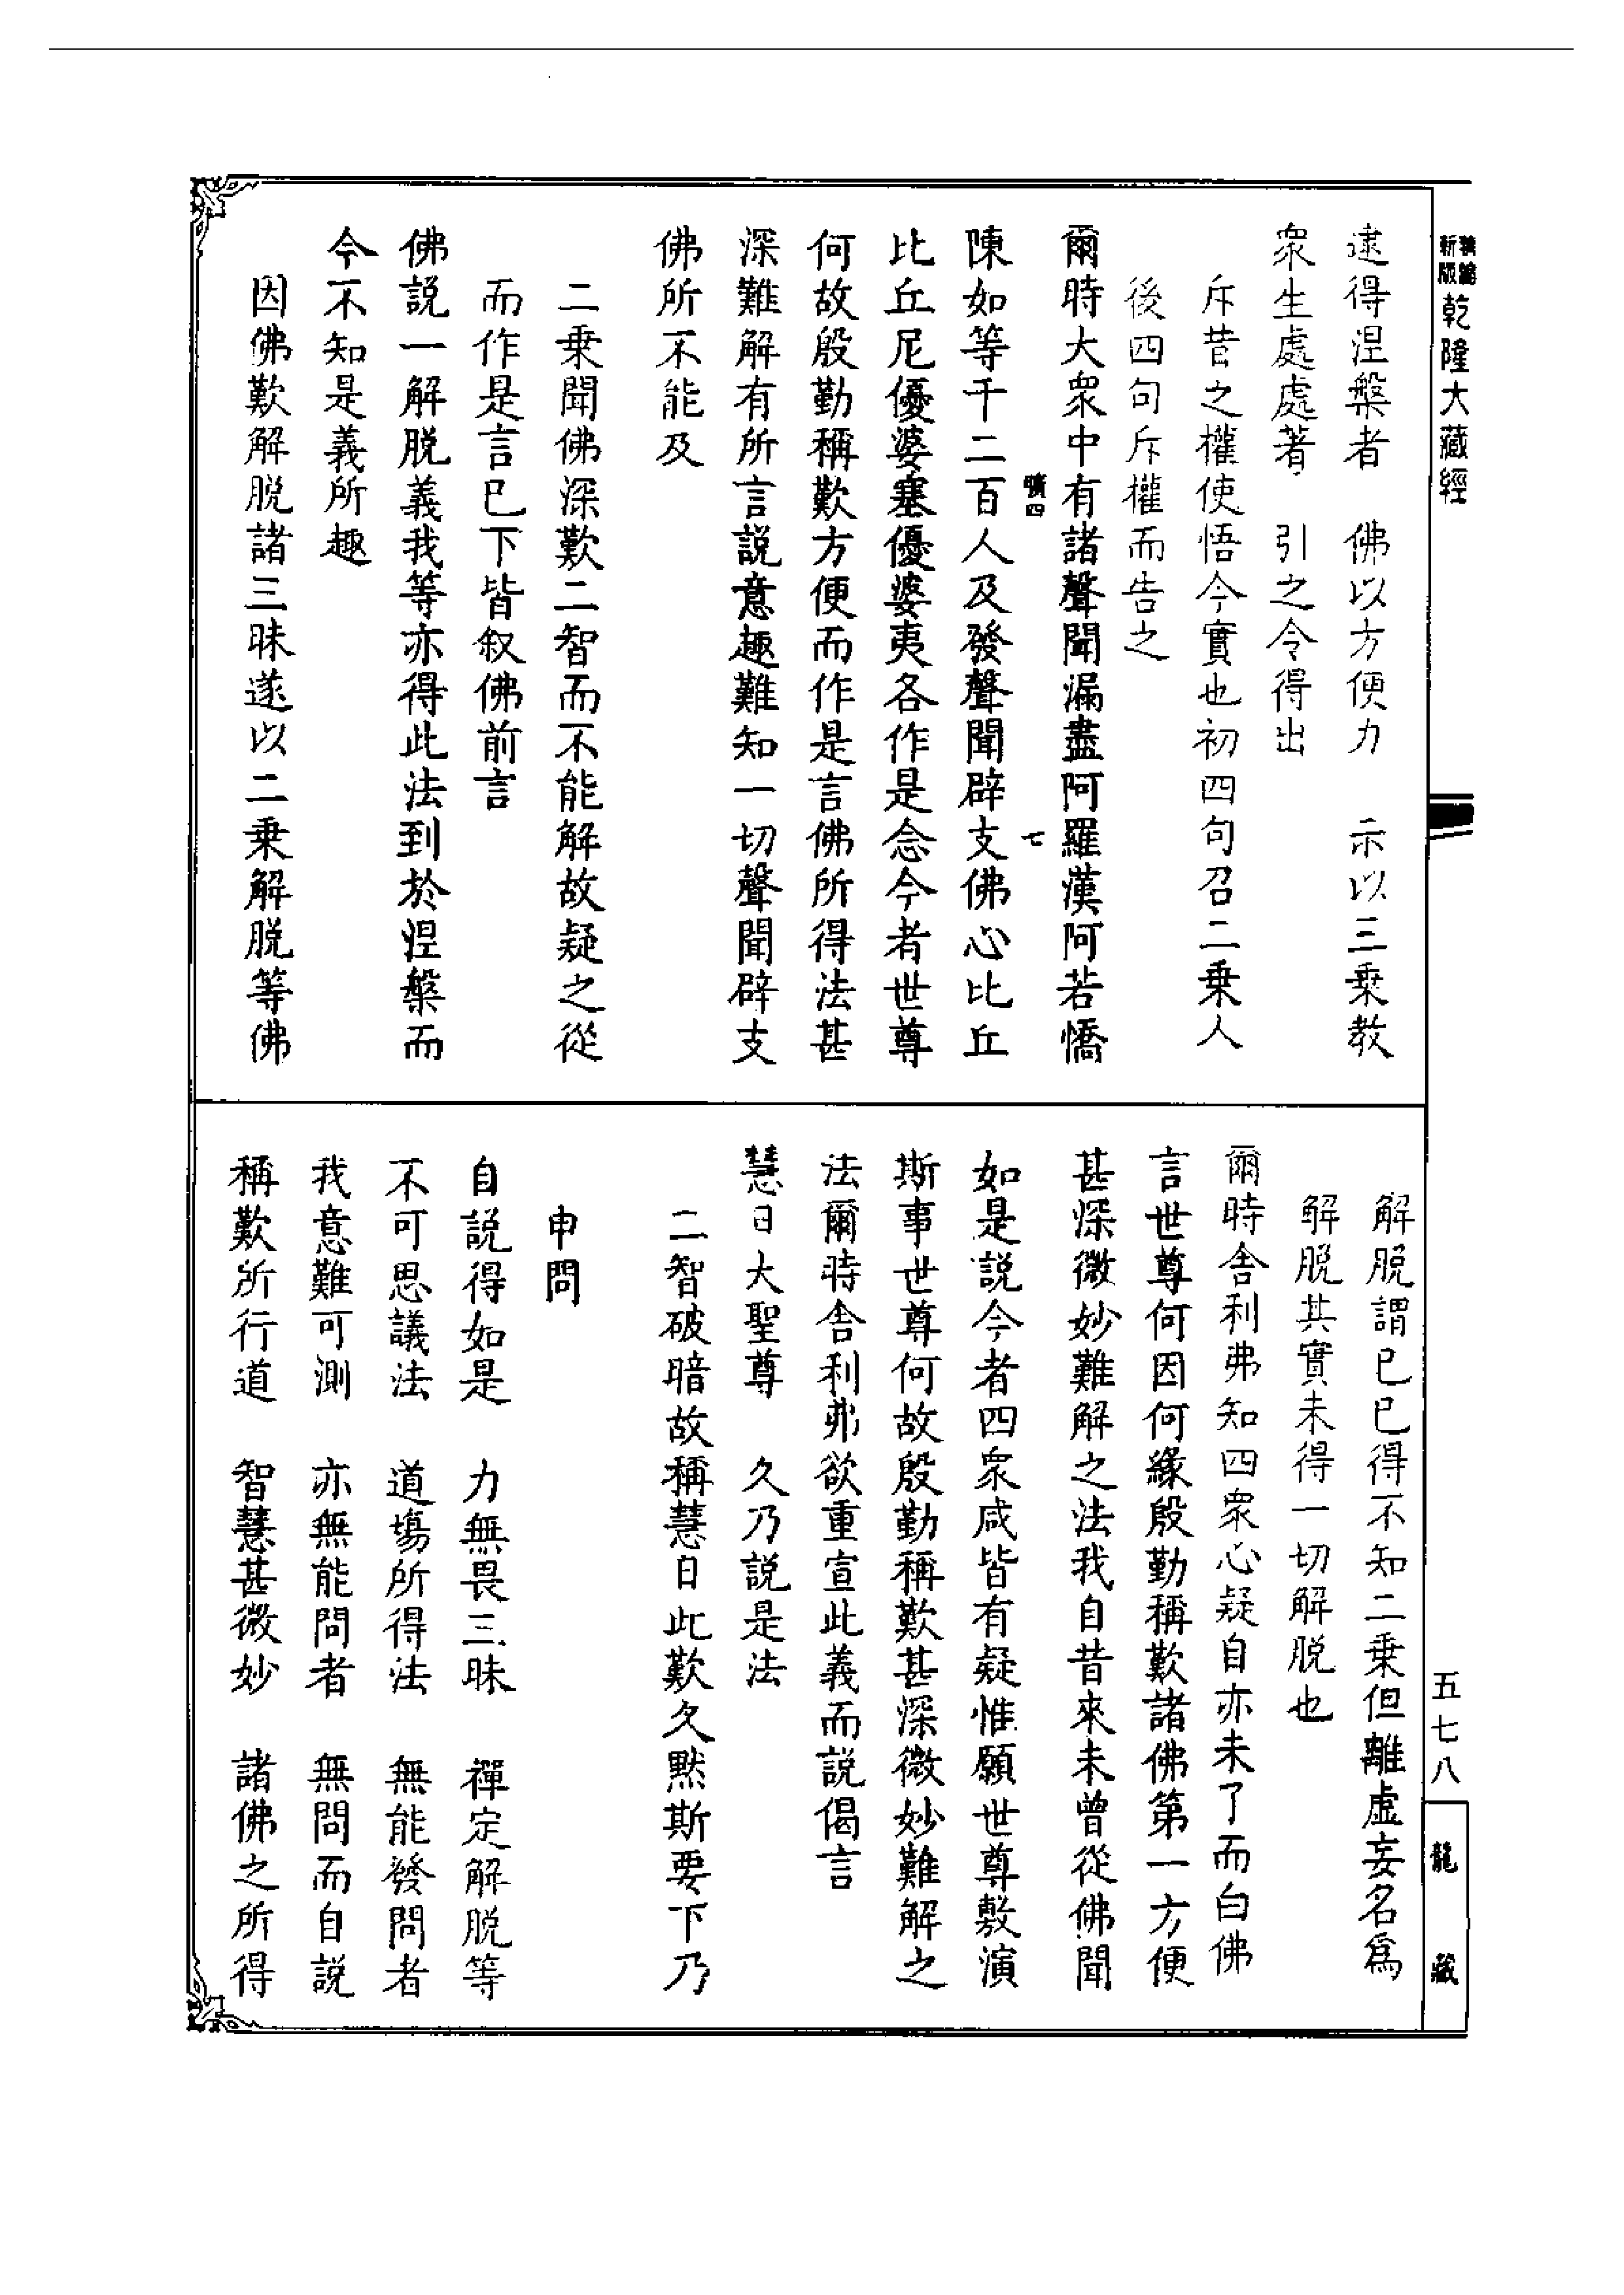 新版
精編
乾隆大藏經
逮得涅槃者　佛以方便力　示以三乗教
衆生處處著　引之令得出
斥昔之權使悟今實也初四句召二乗人
後四句斥權而告之
爾時大衆中有諸聲聞漏盡阿羅漢阿若憍
陳如等千二百人及發聲聞辟支佛心比丘
比丘尼優婆塞優婆夷各作是念今者世尊
何故殷勤稱歎方便而作是言佛所得法甚
深難解有所言説意趣難知一切聲聞辟支
佛所不能及
二乗聞佛深歎二智而不能解故疑之從
而作是言巳下皆叙佛前言
佛説一解脱義我等亦得此法到於涅槃而
今不知是義所趣
因佛歎解脱諸三昧遂以二乗解脱等佛
解脱謂已已得不知二乗但離虚妄名爲
解脱其實未得一切解脱也
爾時舎利弗知四衆心疑自亦未了而白佛
言世尊何因何緣殷勤稱歎諸佛第一方便
甚深微妙難解之法我自昔來未曾從佛聞
如是説今者四衆咸皆有疑惟願世尊敷演
斯事世尊何故殷勤稱歎甚深微妙難解之
法爾時舎利弗欲重宣此義而説偈言
慧日大聖尊　久乃説是法
二智破暗故稱慧日此歎久黙斯要下乃
申問
自説得如是　力無畏三昧　禪定解脱等
不可思議法　道塲所得法　無能發問者
我意難可測　亦無能問者　無問而自説
稱歎所行道　智慧甚微妙　諸佛之所得
四
七
五七八
龍藏